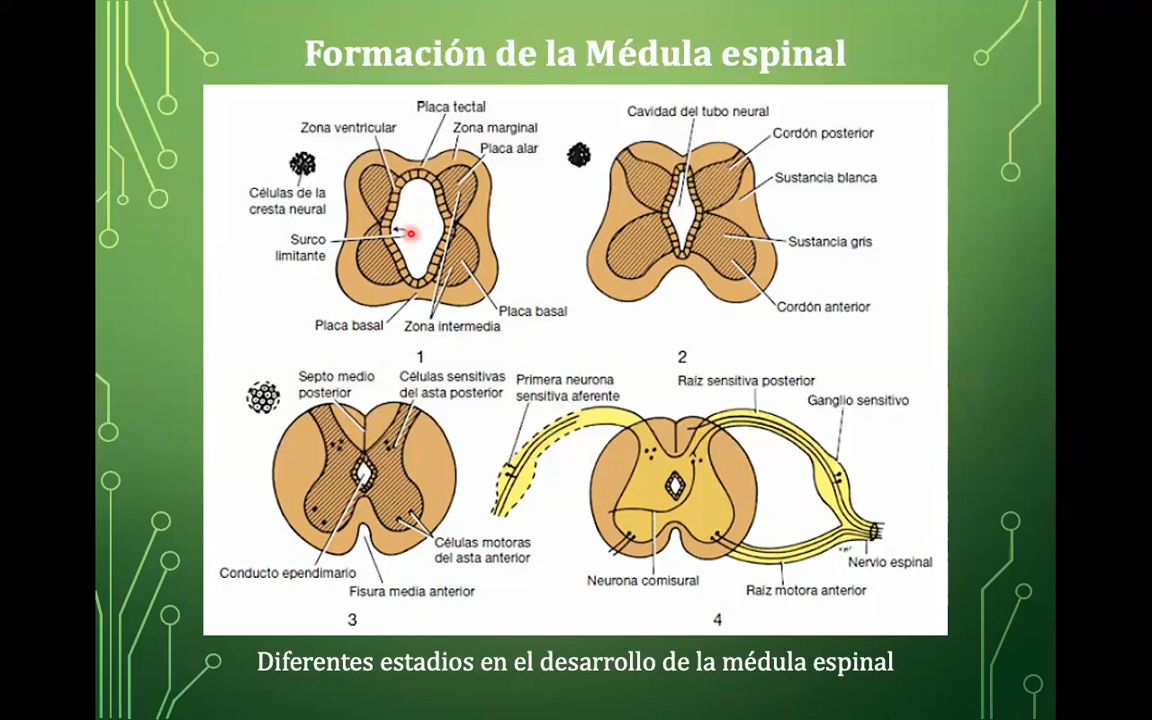 Formación de la Médula espinal
Placa tectal
Zona ventricular
Zona marginal
Placa alar
Células de la
cresta neural
Surco
limitante
Placa basal
Zona intermedia
Placa basal
1
Cavidad del tubo neural
Cordón posterior
Sustancia blanca
Sustancia gris
Cordón anterior
2
Septo medio
posterior
Células sensitivas
del asta posterior
Células motoras
del asta anterior
Conducto ependimario
Fisura media anterior
3
Primera neurona
sensitiva aferente
Raíz sensitiva posterior
Ganglio sensitivo
Nervio espinal
Neurona comisural
Raíz motora anterior
4
Diferentes estadios en el desarrollo de la médula espinal